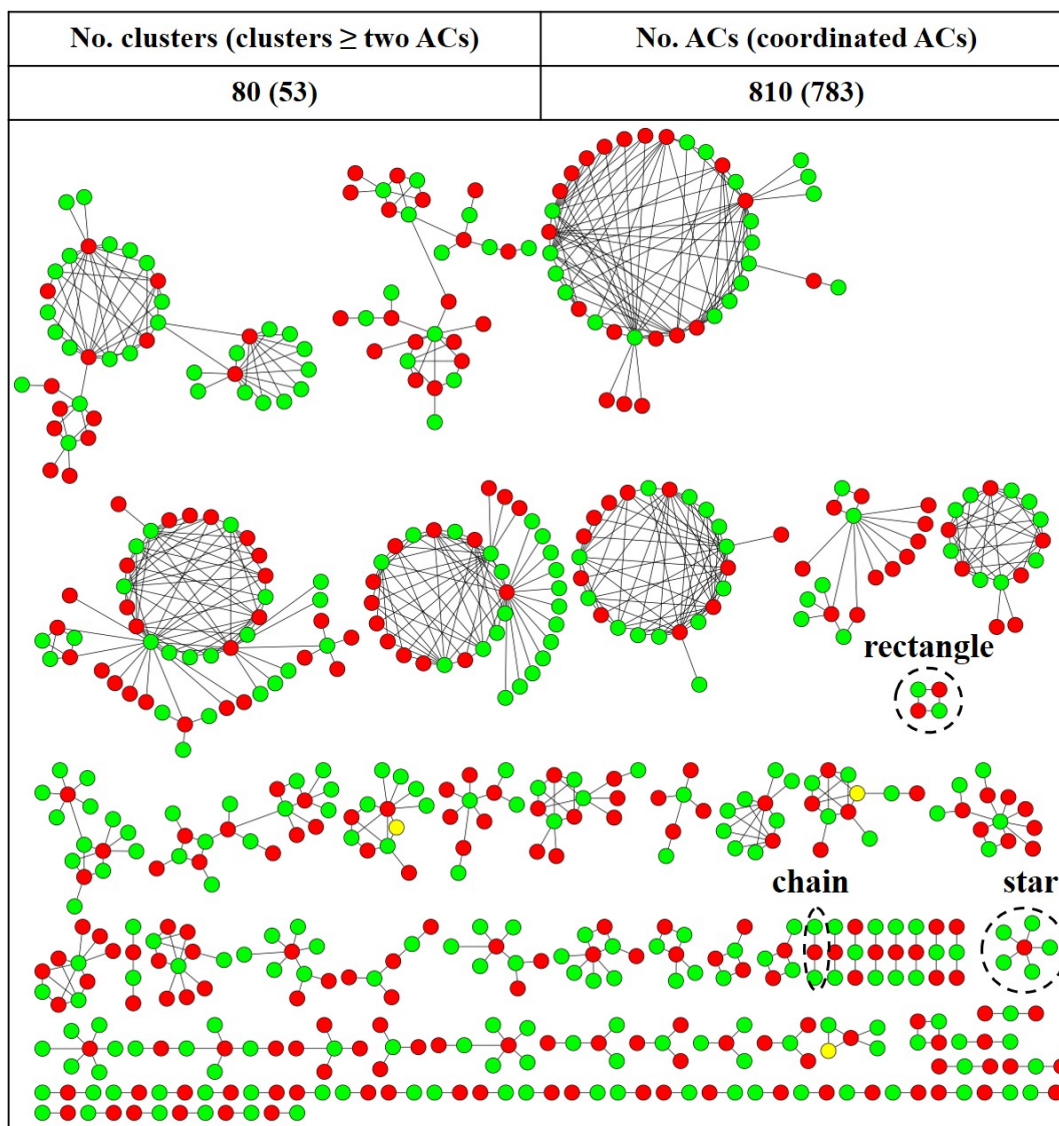 No. clusters (clusters ≥ two ACs) No. ACs (coordinated ACs)
80 (53) 810 (783)
rectangle
chain star